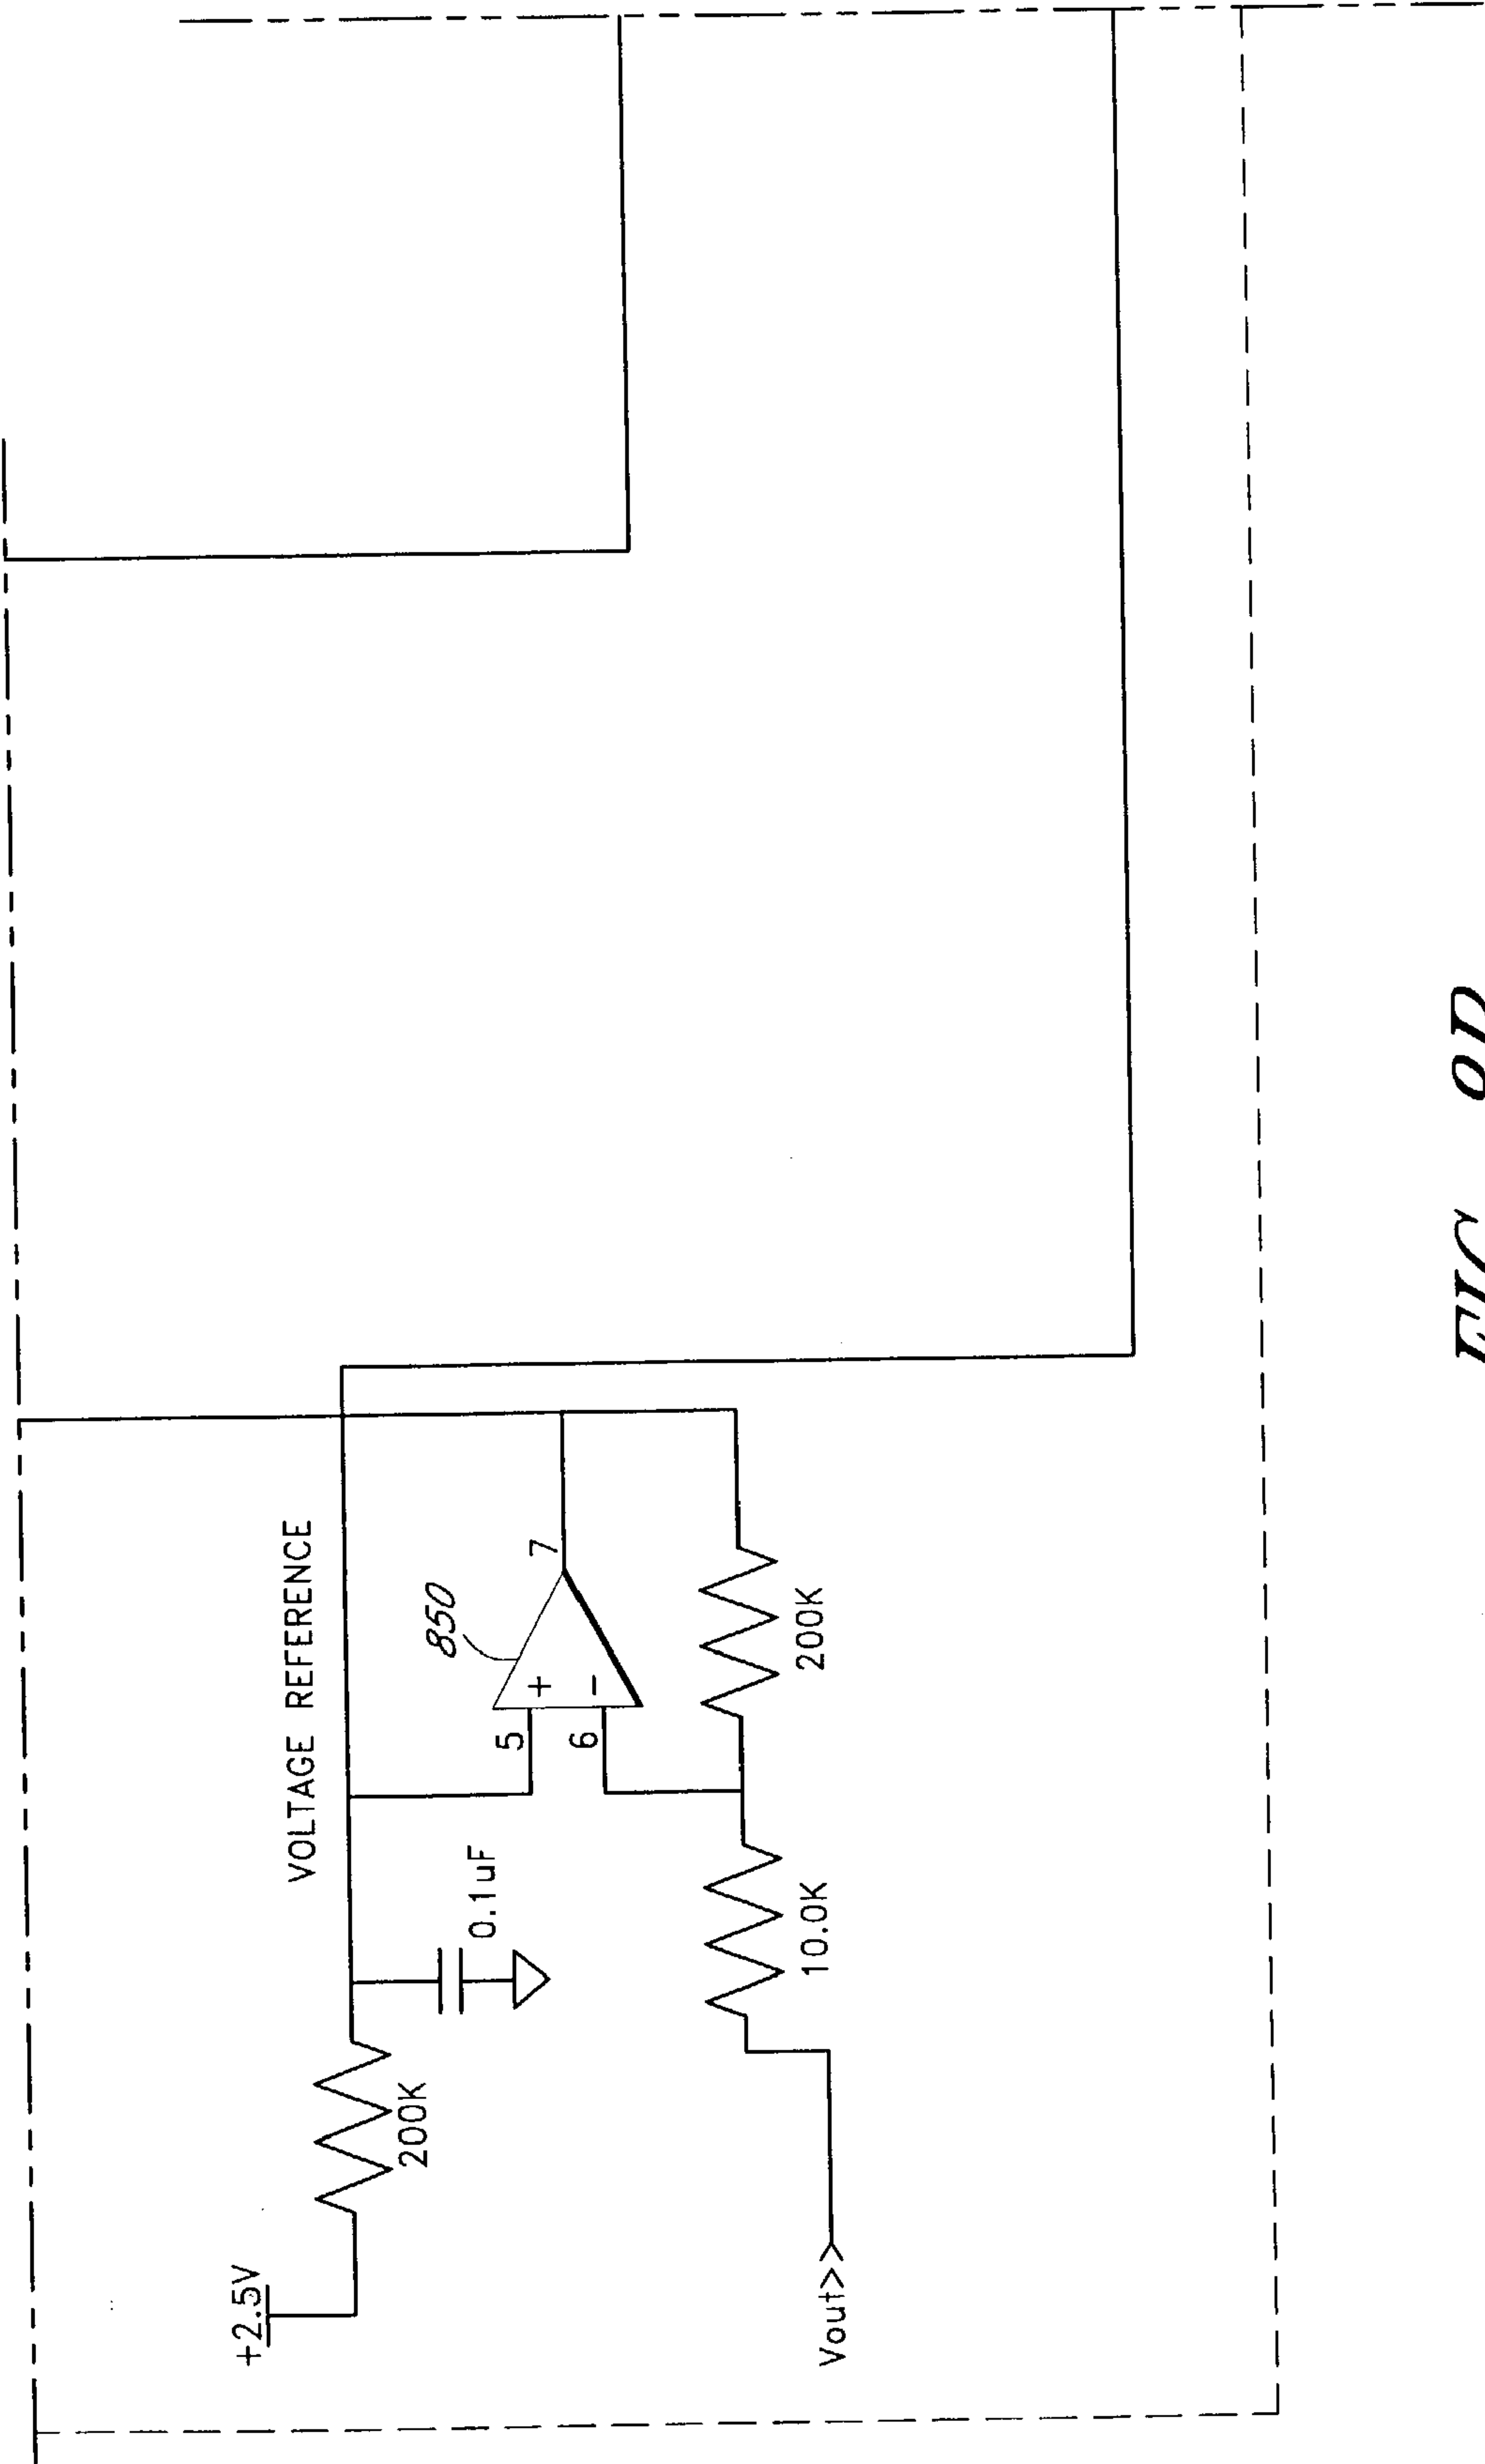 +2.5V
200K
0.1uF
VOLTAGE REFERENCE
850
5
+
6
-
7
10.0K
200K
Vout>>